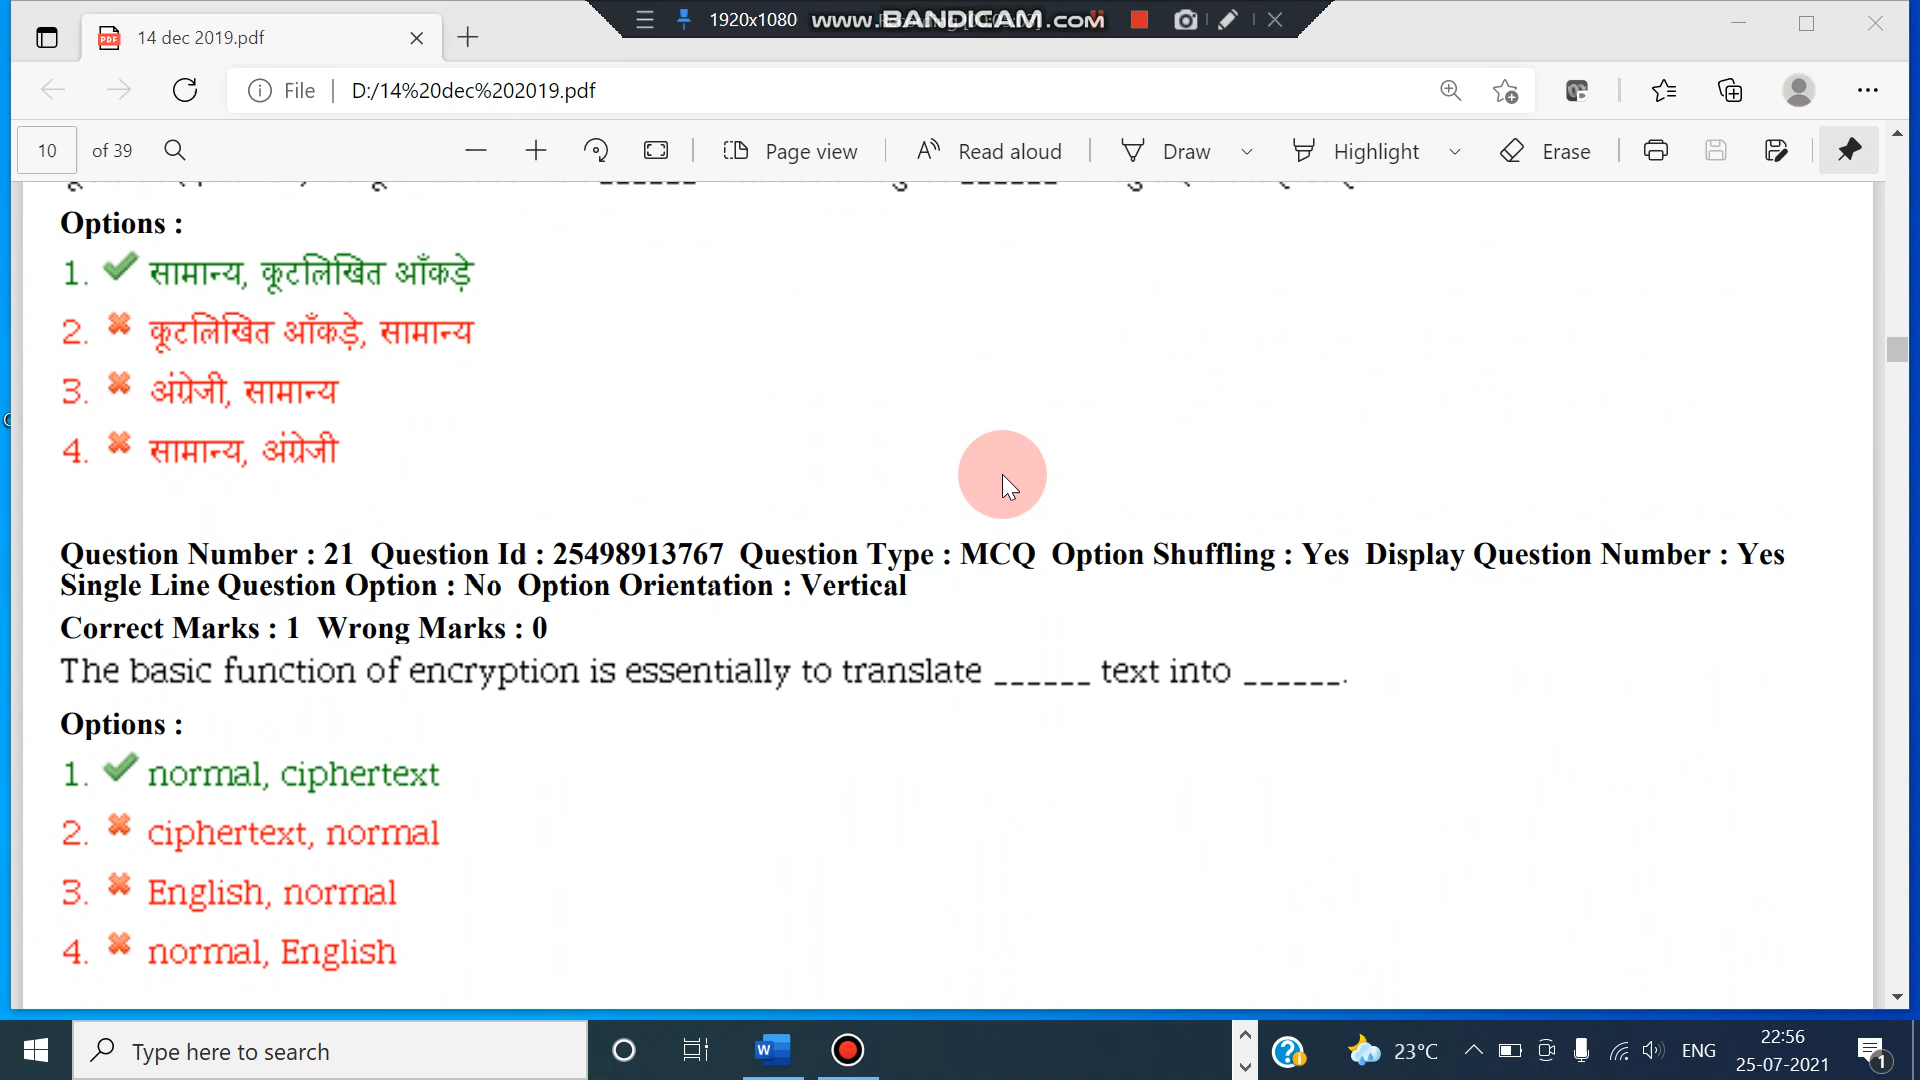 1920x1080 www.BANDICAM.com
14 dec 2019.pdf
File D:/14%20dec%202019.pdf
10 of 39 Page view Read aloud Draw Highlight Erase
Options :
1. सामान्य, कूटलिखित आँकड़े
2. कूटलिखित आँकड़े, सामान्य
3. अंग्रेजी, सामान्य
4. सामान्य, अंग्रेजी
Question Number : 21 Question Id : 25498913767 Question Type : MCQ Option Shuffling : Yes Display Question Number : Yes
Single Line Question Option : No Option Orientation : Vertical
Correct Marks : 1 Wrong Marks : 0
The basic function of encryption is essentially to translate ______ text into ______.
Options :
1. normal, ciphertext
2. ciphertext, normal
3. English, normal
4. normal, English
Type here to search
23°C ENG 22:56
25-07-2021
1